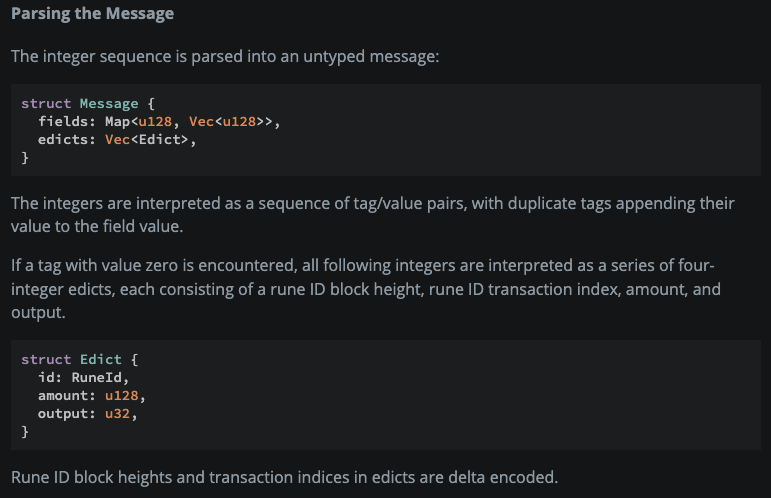 Parsing the Message
The integer sequence is parsed into an untyped message:
struct Message {
  fields: Map<u128, Vec<u128>>,
  edicts: Vec<Edict>,
}
The integers are interpreted as a sequence of tag/value pairs, with duplicate tags appending their
value to the field value.
If a tag with value zero is encountered, all following integers are interpreted as a series of four-
integer edicts, each consisting of a rune ID block height, rune ID transaction index, amount, and
output.
struct Edict {
  id: RuneId,
  amount: u128,
  output: u32,
}
Rune ID block heights and transaction indices in edicts are delta encoded.